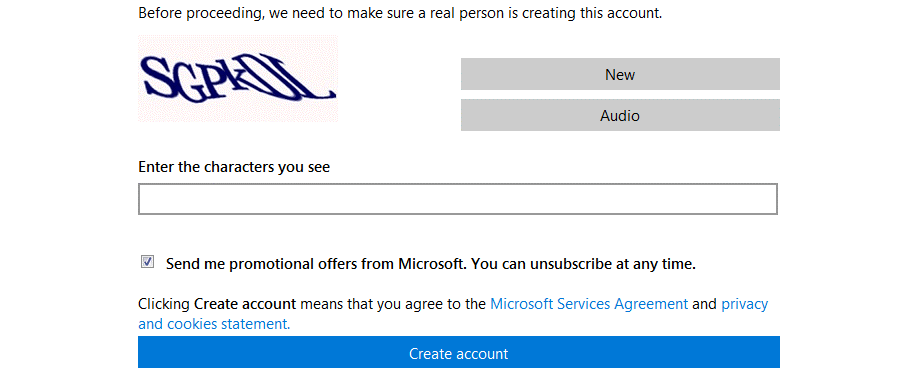 Before proceeding, we need to make sure a real person is creating this account.
New
Audio
Enter the characters you see
Send me promotional offers from Microsoft. You can unsubscribe at any time.
Clicking Create account means that you agree to the Microsoft Services Agreement and privacy
and cookies statement.
Create account